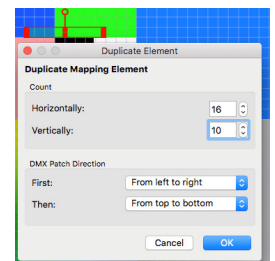 Duplicate Element
Duplicate Mapping Element
Count
Horizontally: 16
Vertically: 10
DMX Patch Direction
First: From left to right
Then: From top to bottom
Cancel OK